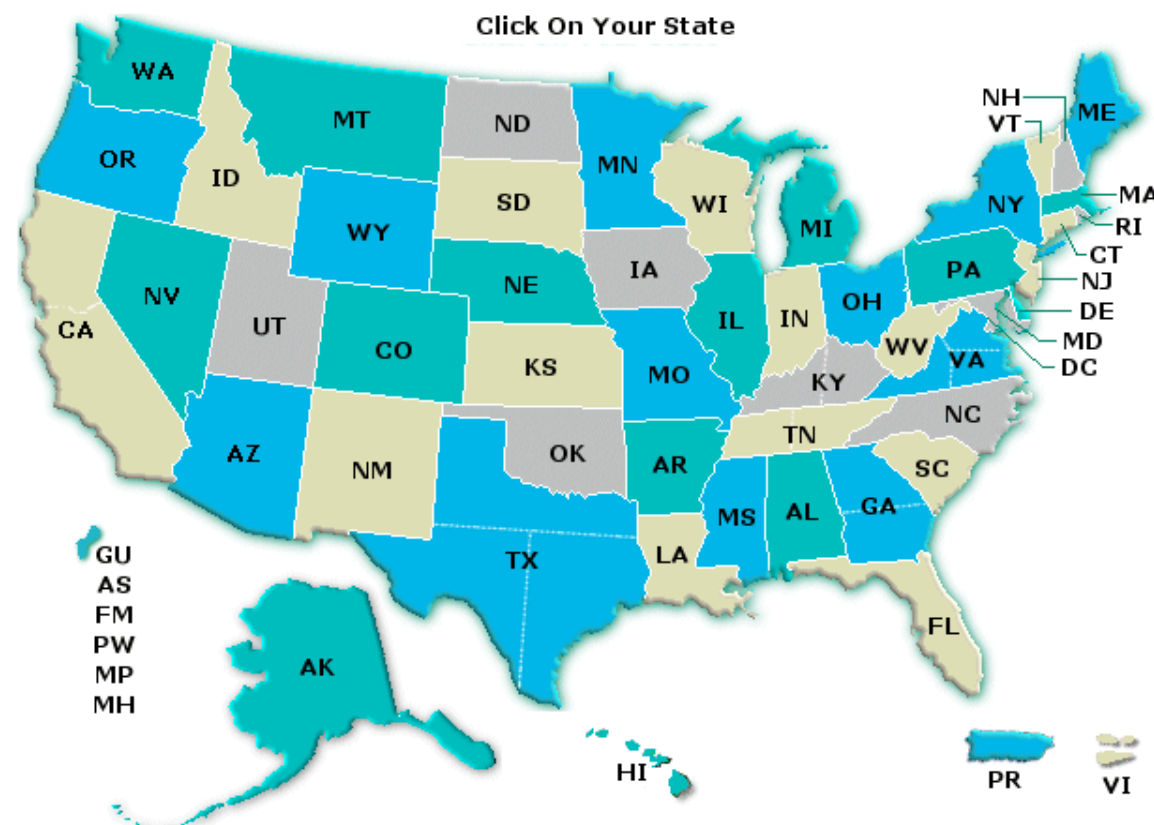 Click On Your State
WA
MT
ND
MN
NH
VT
ME
OR
ID
SD
WI
MI
NY
MA
RI
CT
WY
NE
IA
PA
NJ
NV
UT
CO
KS
MO
IL
IN
OH
WV
VA
DE
MD
DC
CA
KY
NC
AZ
NM
OK
AR
TN
SC
MS
AL
GA
TX
LA
FL
GU
AS
FM
PW
MP
MH
AK
HI
PR
VI